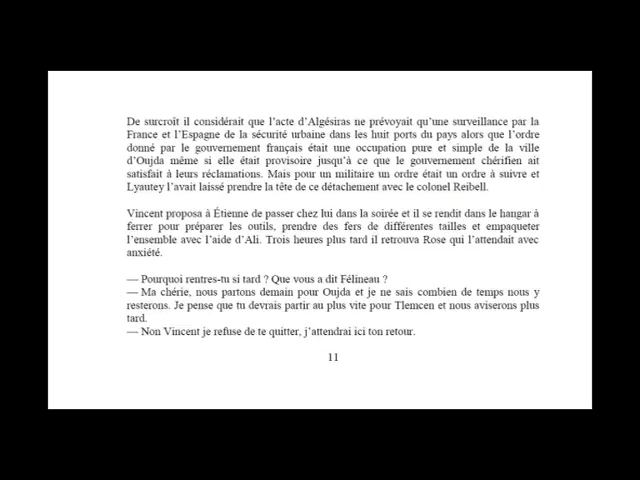 De surcroît il considérait que l'acte d'Algésiras ne prévoyait qu'une surveillance par la
France et l'Espagne de la sécurité urbaine dans les huit ports du pays alors que l'ordre
donné par le gouvernement français était une occupation pure et simple de la ville
d'Oujda même si elle était provisoire jusqu'à ce que le gouvernement chérifien ait
satisfait à leurs réclamations. Mais pour un militaire un ordre était un ordre à suivre et
Lyautey l'avait laissé prendre la tête de ce détachement avec le colonel Reibell.
Vincent proposa à Étienne de passer chez lui dans la soirée et il se rendit dans le hangar à
ferrer pour préparer les outils, prendre des fers de différentes tailles et empaqueter
l'ensemble avec l'aide d'Ali. Trois heures plus tard il retrouva Rose qui l'attendait avec
anxiété.
— Pourquoi rentres-tu si tard ? Que vous a dit Félineau ?
— Ma chérie, nous partons demain pour Oujda et je ne sais combien de temps nous y
resterons. Je pense que tu devrais partir au plus vite pour Tlemcen et nous aviserons plus
tard.
— Non Vincent je refuse de te quitter, j'attendrai ici ton retour.
11